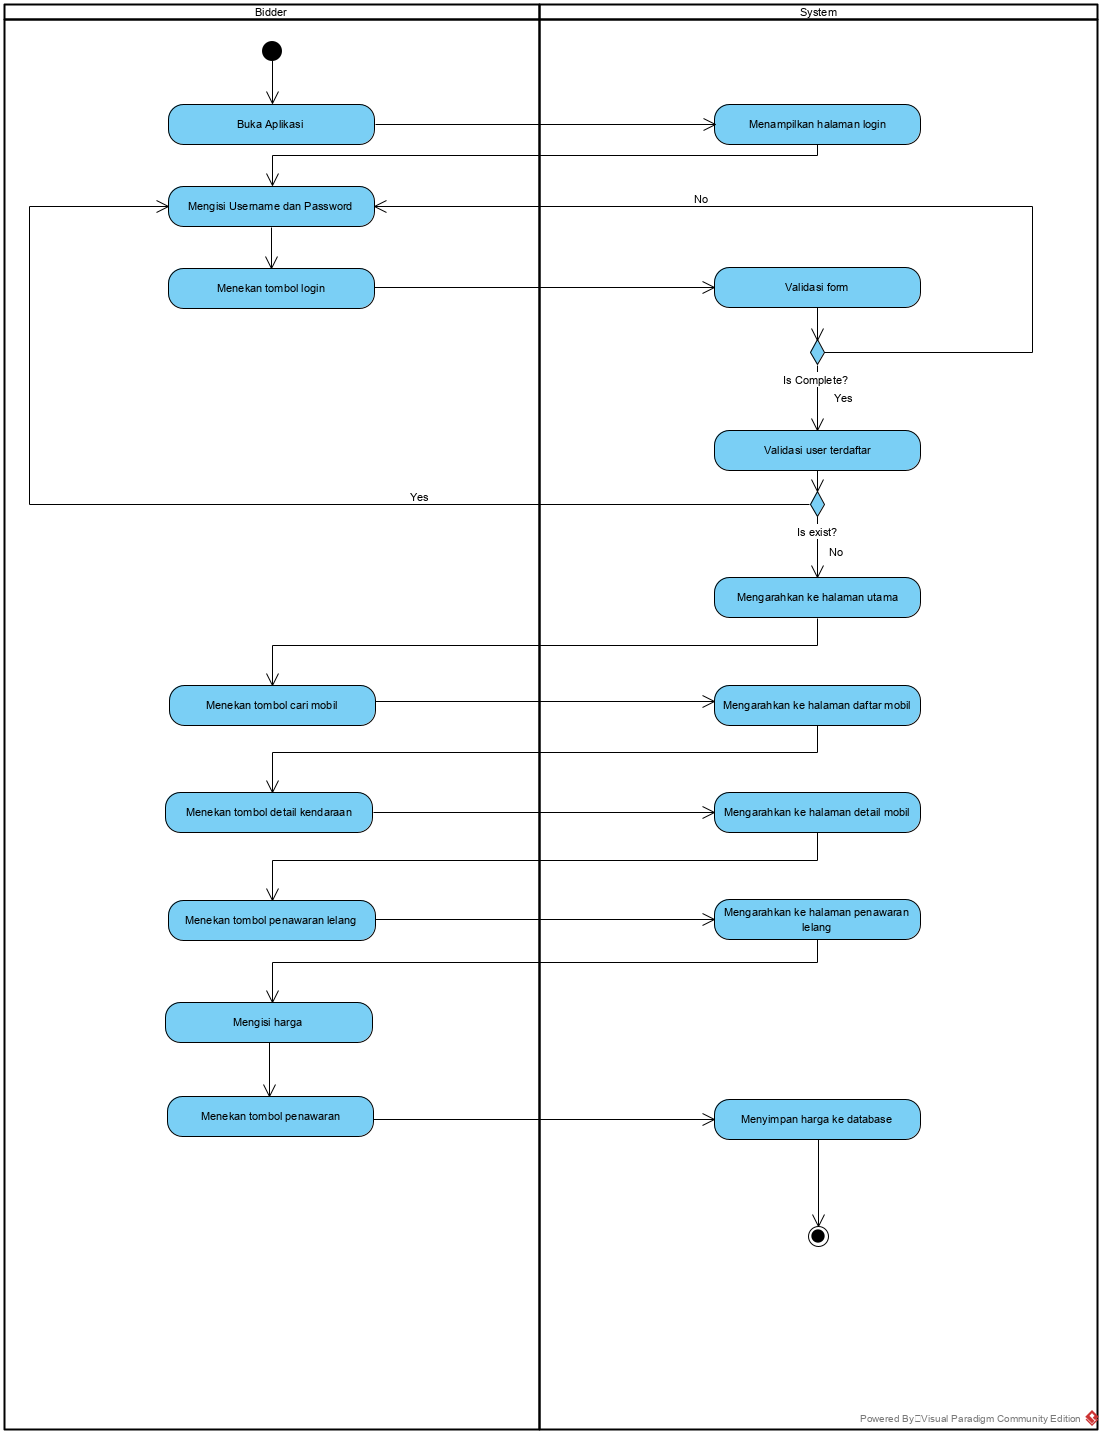 Bidder
System
Buka Aplikasi
Menampilkan halaman login
Mengisi Username dan Password
No
Menekan tombol login
Validasi form
Is Complete?
Yes
Validasi user terdaftar
Yes
Is exist?
No
Mengarahkan ke halaman utama
Menekan tombol cari mobil
Mengarahkan ke halaman daftar mobil
Menekan tombol detail kendaraan
Mengarahkan ke halaman detail mobil
Menekan tombol penawaran lelang
Mengarahkan ke halaman penawaran
lelang
Mengisi harga
Menekan tombol penawaran
Menyimpan harga ke database
Powered By Visual Paradigm Community Edition